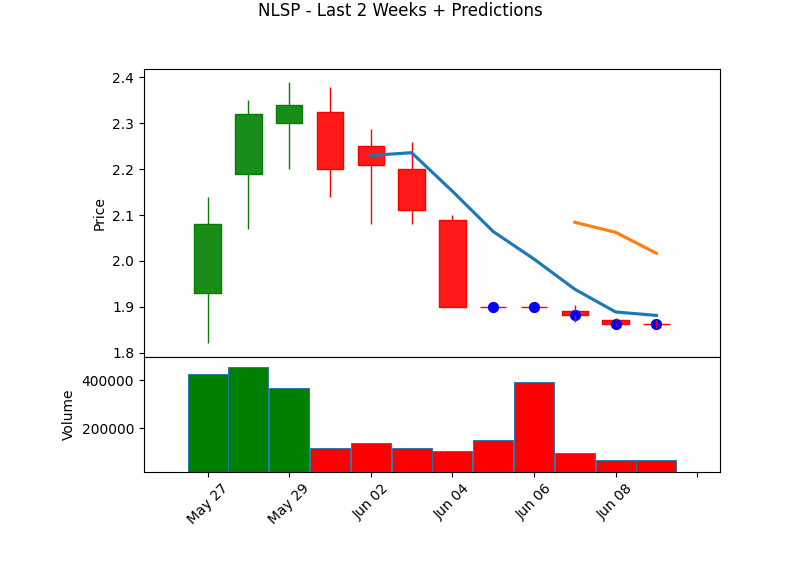 NLSP - Last 2 Weeks + Predictions
2.4
2.3
2.2
2.1
2.0
1.9
1.8
Price
400000
200000
Volume
May 27
May 29
Jun 02
Jun 04
Jun 06
Jun 08